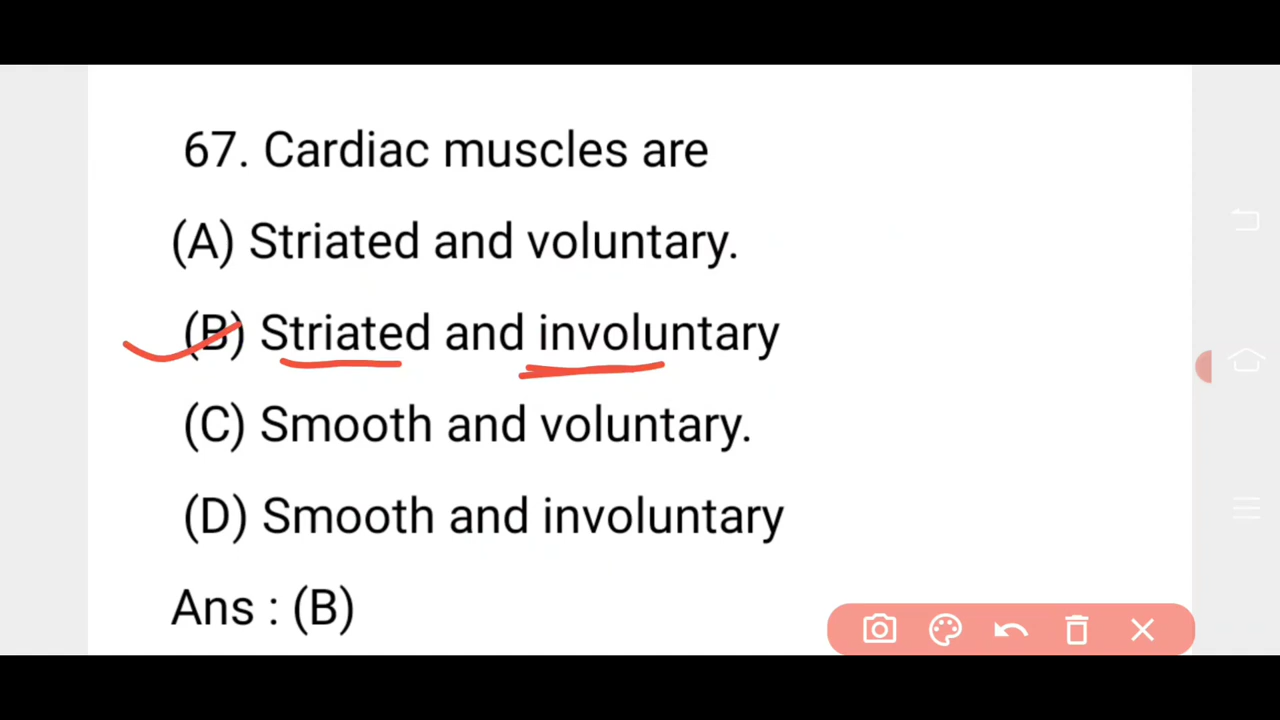 67. Cardiac muscles are
(A) Striated and voluntary.
(B) Striated and involuntary
(C) Smooth and voluntary.
(D) Smooth and involuntary
Ans : (B)